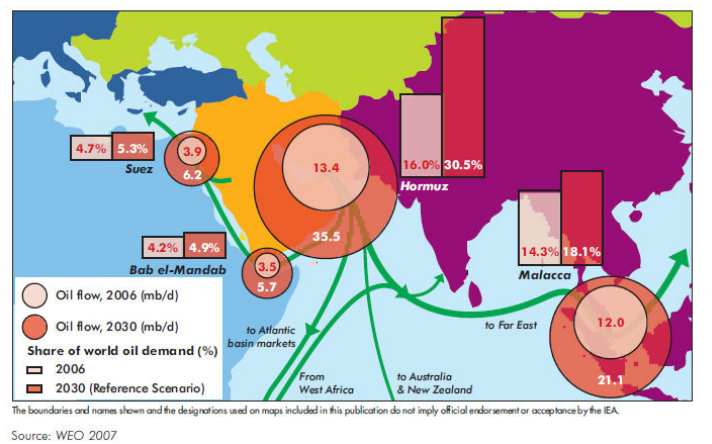 4.7% 5.3%
Suez
3.9
6.2
13.4
35.5
16.0% 30.5%
Hormuz
4.2% 4.9%
Bab el-Mandab
3.5
5.7
14.3% 18.1%
Malacca
12.0
21.1
Oil flow, 2006 (mb/d)
Oil flow, 2030 (mb/d)
Share of world oil demand (%)
2006
2030 (Reference Scenario)
to Atlantic
basin markets
From
West Africa
to Australia
& New Zealand
to Far East
The boundaries and names shown and the designations used on maps included in this publication do not imply official endorsement or acceptance by the IEA.
Source: WEO 2007